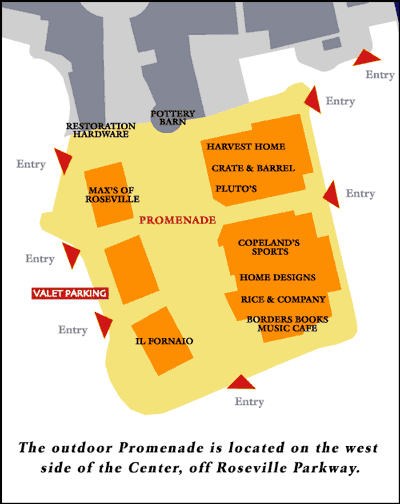 Entry
Entry
POTTERY
BARN
RESTORATION
HARDWARE
HARVEST HOME
Entry
CRATE & BARREL
PLUTO'S
MAX'S OF
ROSEVILLE
Entry
PROMENADE
COPELAND'S
SPORTS
Entry
HOME DESIGNS
VALET PARKING
RICE & COMPANY
BORDERS BOOKS
MUSIC CAFE
Entry
IL FORNAIO
Entry
The outdoor Promenade is located on the west
side of the Center, off Roseville Parkway.